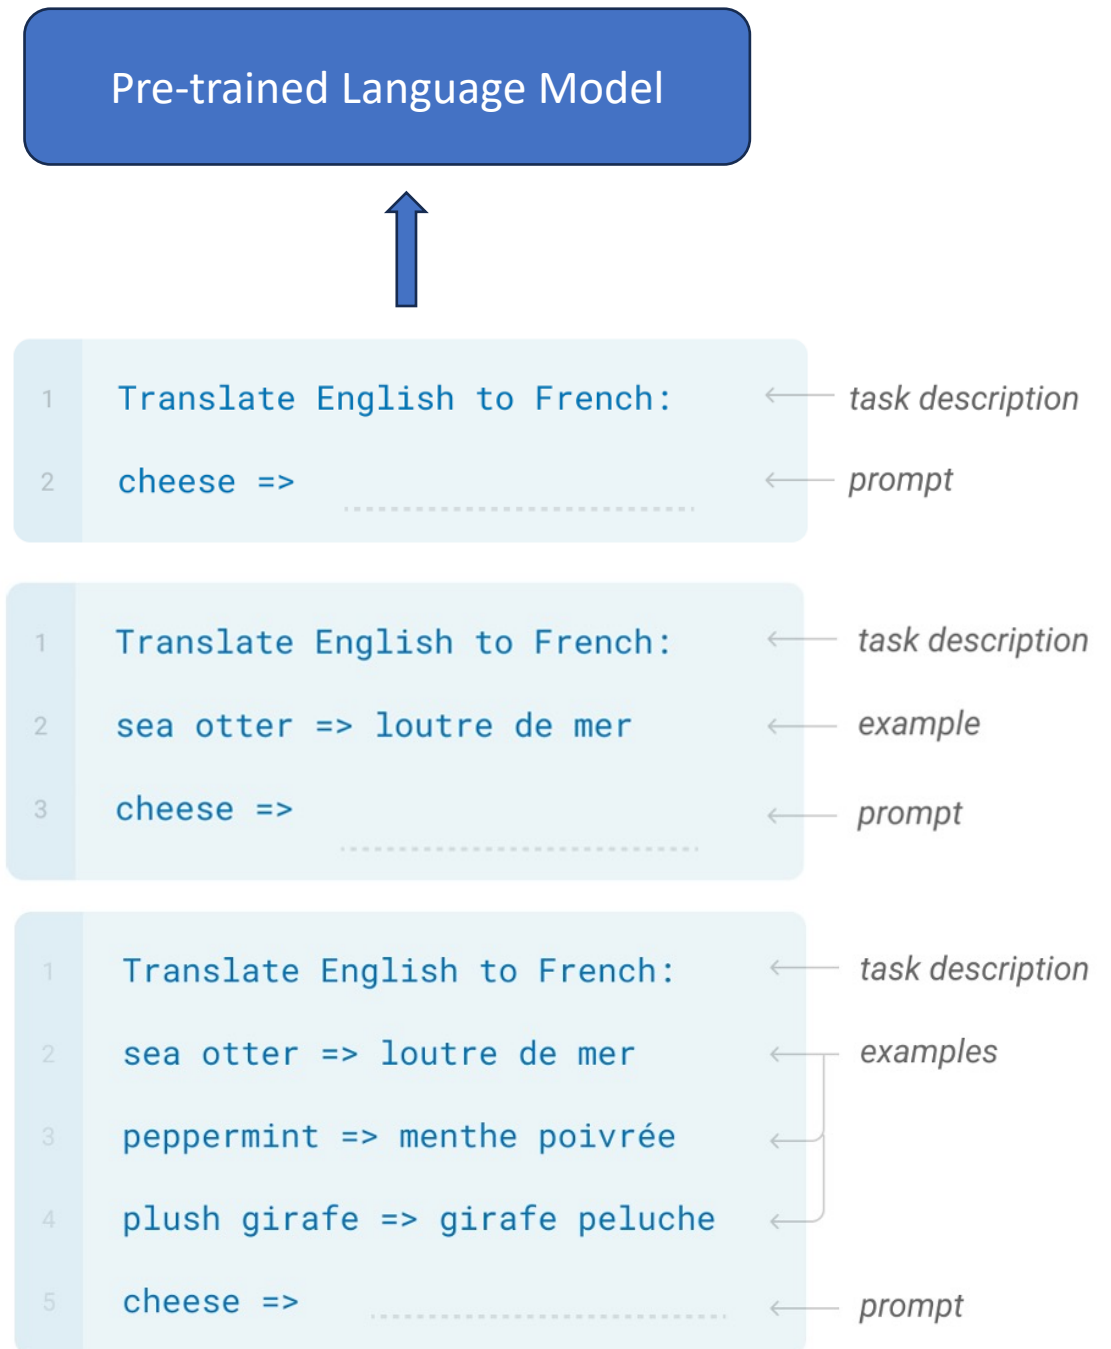 Pre-trained Language Model
1 Translate English to French: task description
2 cheese => prompt
1 Translate English to French: task description
2 sea otter => loutre de mer example
3 cheese => prompt
1 Translate English to French: task description
2 sea otter => loutre de mer examples
3 peppermint => menthe poivrée
4 plush girafe => girafe peluche
5 cheese => prompt